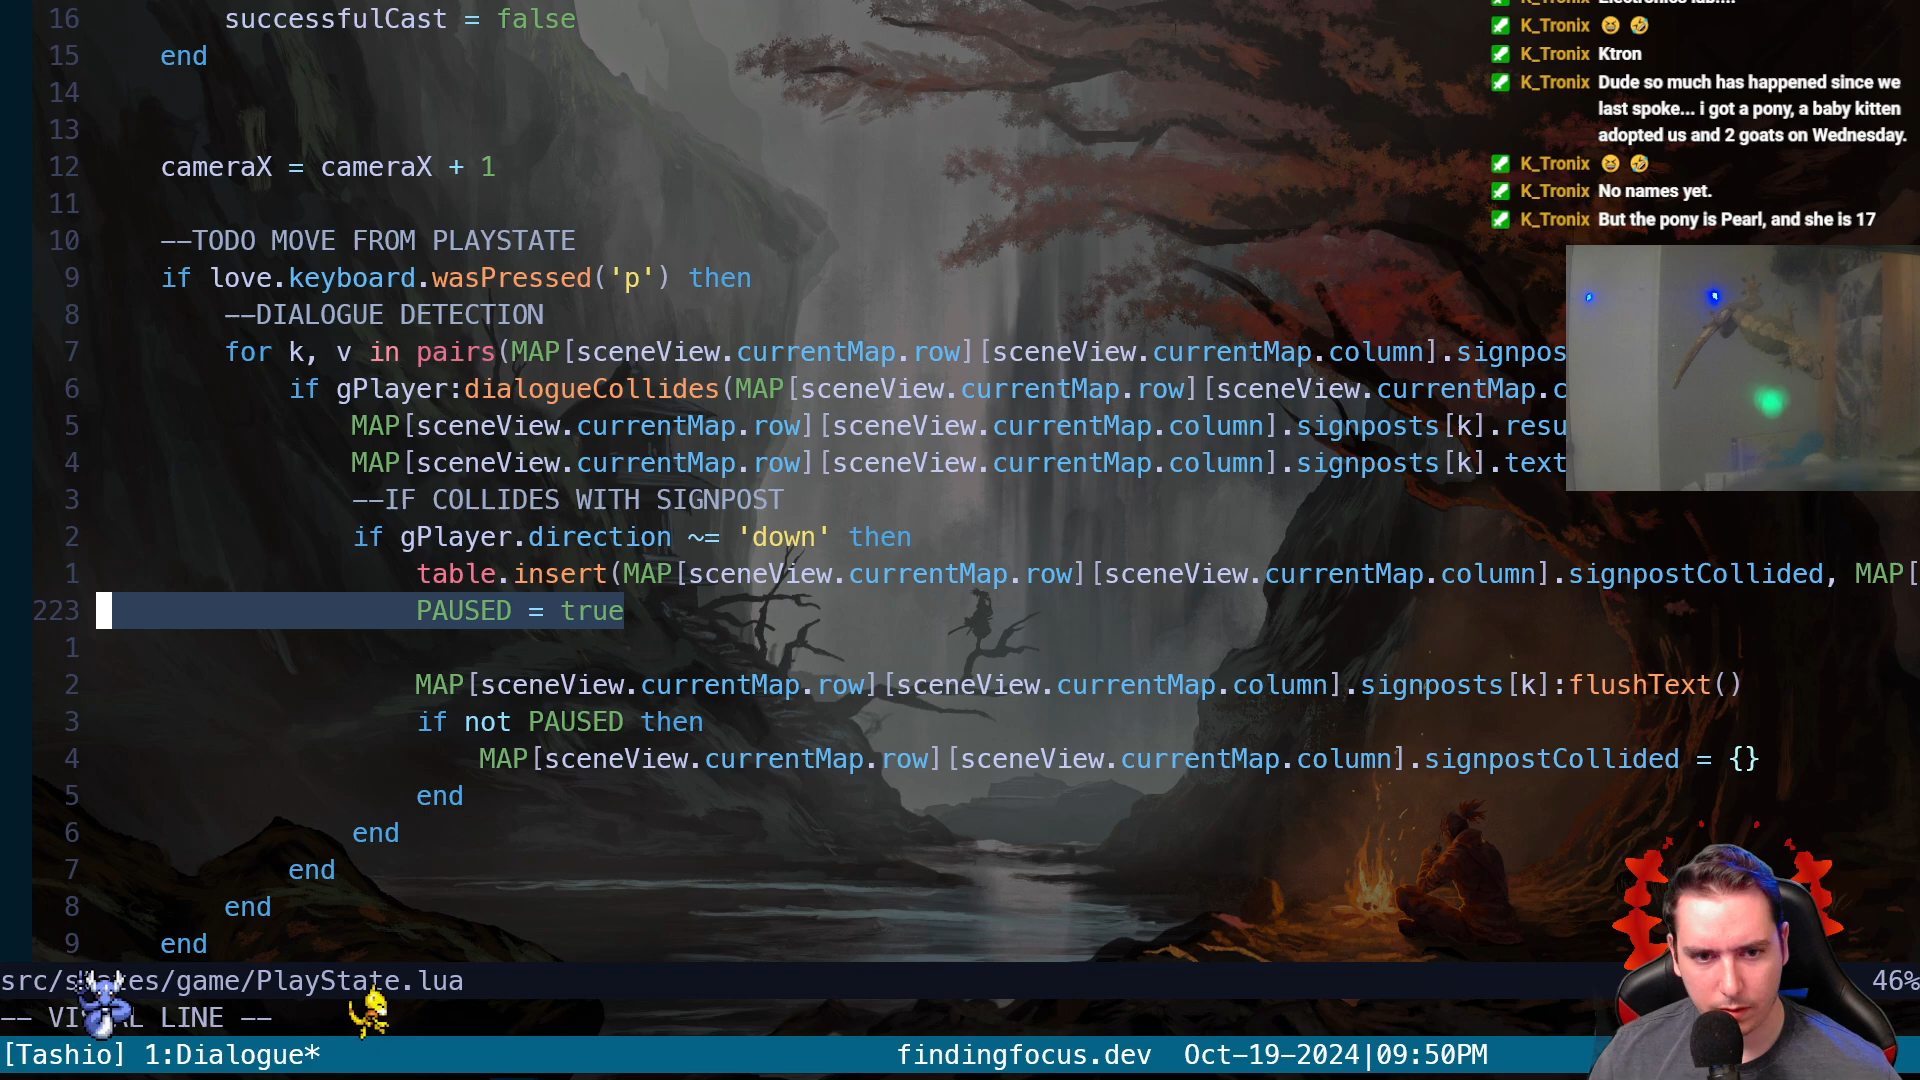 16 successfulCast = false
15 end
14
13
12 cameraX = cameraX + 1
11
10 --TODO MOVE FROM PLAYSTATE
9 if love.keyboard.wasPressed('p') then
8 --DIALOGUE DETECTION
7 for k, v in pairs(MAP[sceneView.currentMap.row][sceneView.currentMap.column].signpos
6 if gPlayer:dialogueCollides(MAP[sceneView.currentMap.row][sceneView.currentMap.c
5 MAP[sceneView.currentMap.row][sceneView.currentMap.column].signposts[k].resu
4 MAP[sceneView.currentMap.row][sceneView.currentMap.column].signposts[k].text
3 --IF COLLIDES WITH SIGNPOST
2 if gPlayer.direction ~= 'down' then
1 table.insert(MAP[sceneView.currentMap.row][sceneView.currentMap.column].signpostCollided, MAP[
223 PAUSED = true
1
2 MAP[sceneView.currentMap.row][sceneView.currentMap.column].signposts[k]:flushText()
3 if not PAUSED then
4 MAP[sceneView.currentMap.row][sceneView.currentMap.column].signpostCollided = {}
5 end
6 end
7 end
8 end
9 end
src/states/game/PlayState.lua 46%
-- VISUAL LINE --
[Tashio] 1:Dialogue* findingfocus.dev Oct-19-2024|09:50PM
K_Tronix
K_Tronix 😆 🤣
K_Tronix Ktron
K_Tronix Dude so much has happened since we
last spoke... i got a pony, a baby kitten
adopted us and 2 goats on Wednesday.
K_Tronix 😆 🤣
K_Tronix No names yet.
K_Tronix But the pony is Pearl, and she is 17